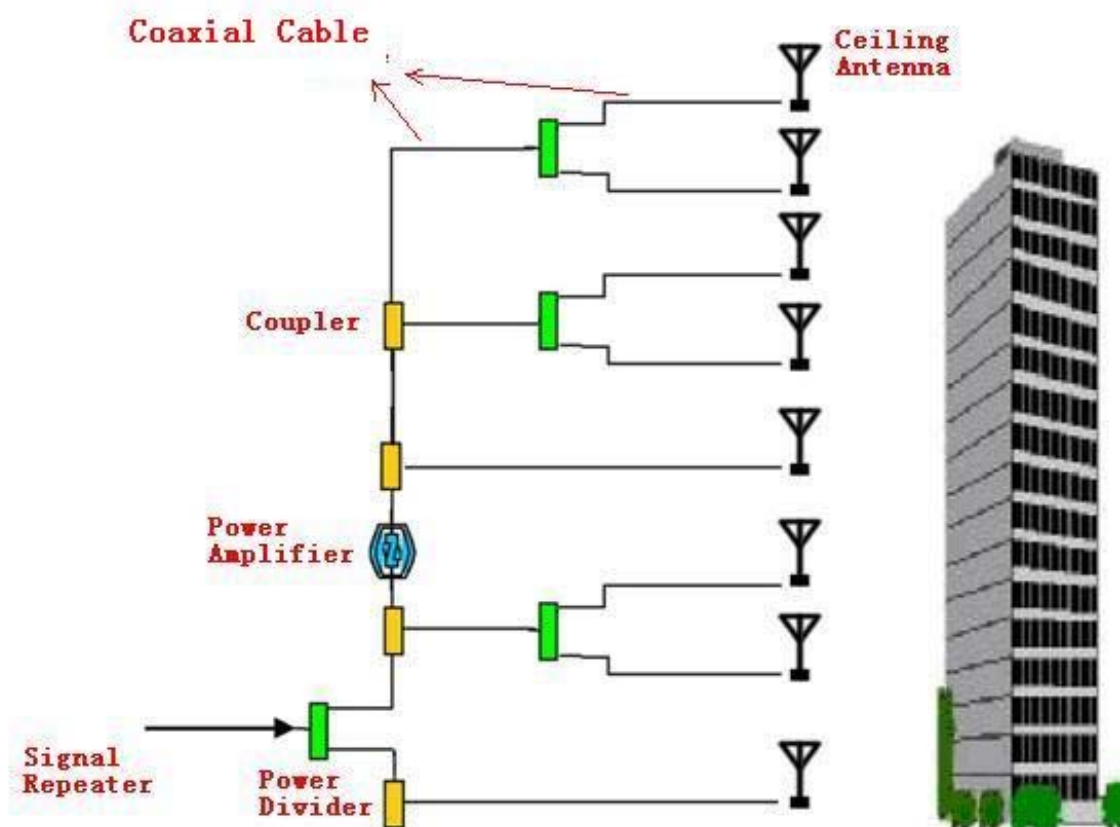 Coaxial Cable
Ceiling
Antenna
Coupler
Power
Amplifier
Signal
Repeater
Power
Divider